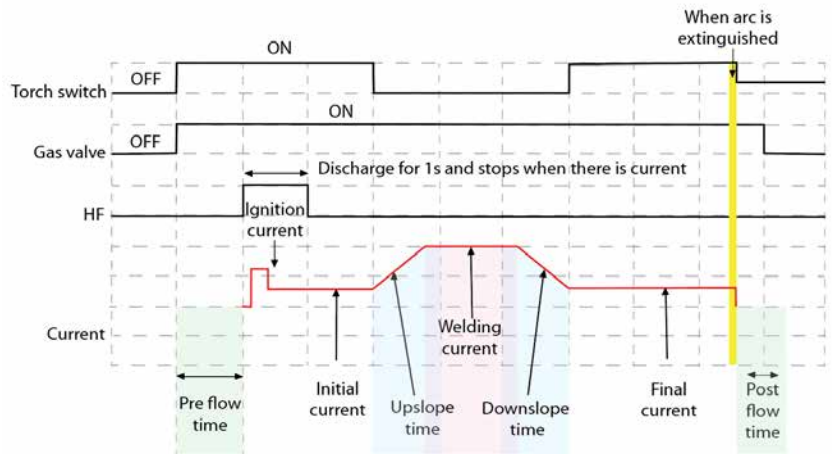 When arc is
extinguished
ON
OFF
Torch switch
ON
OFF
Gas valve
Discharge for 1s and stops when there is current
HF
Ignition
current
Current
Welding
current
Pre flow
time
Initial
current
Upslope
time
Downslope
time
Final
current
Post
flow
time